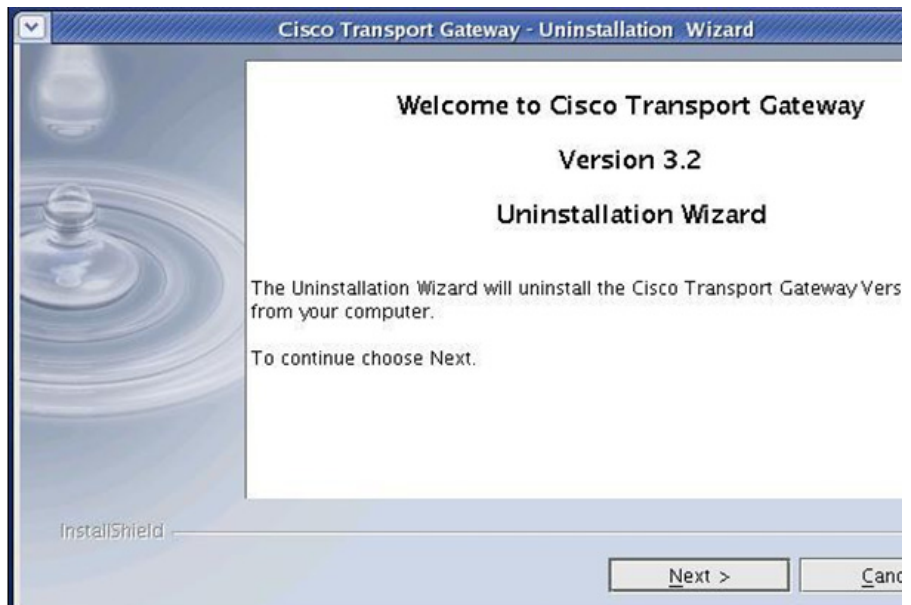 Cisco Transport Gateway - Uninstallation Wizard
Welcome to Cisco Transport Gateway
Version 3.2
Uninstallation Wizard
The Uninstallation Wizard will uninstall the Cisco Transport Gateway Vers
from your computer.
To continue choose Next.
InstallShield
Next >
Canc